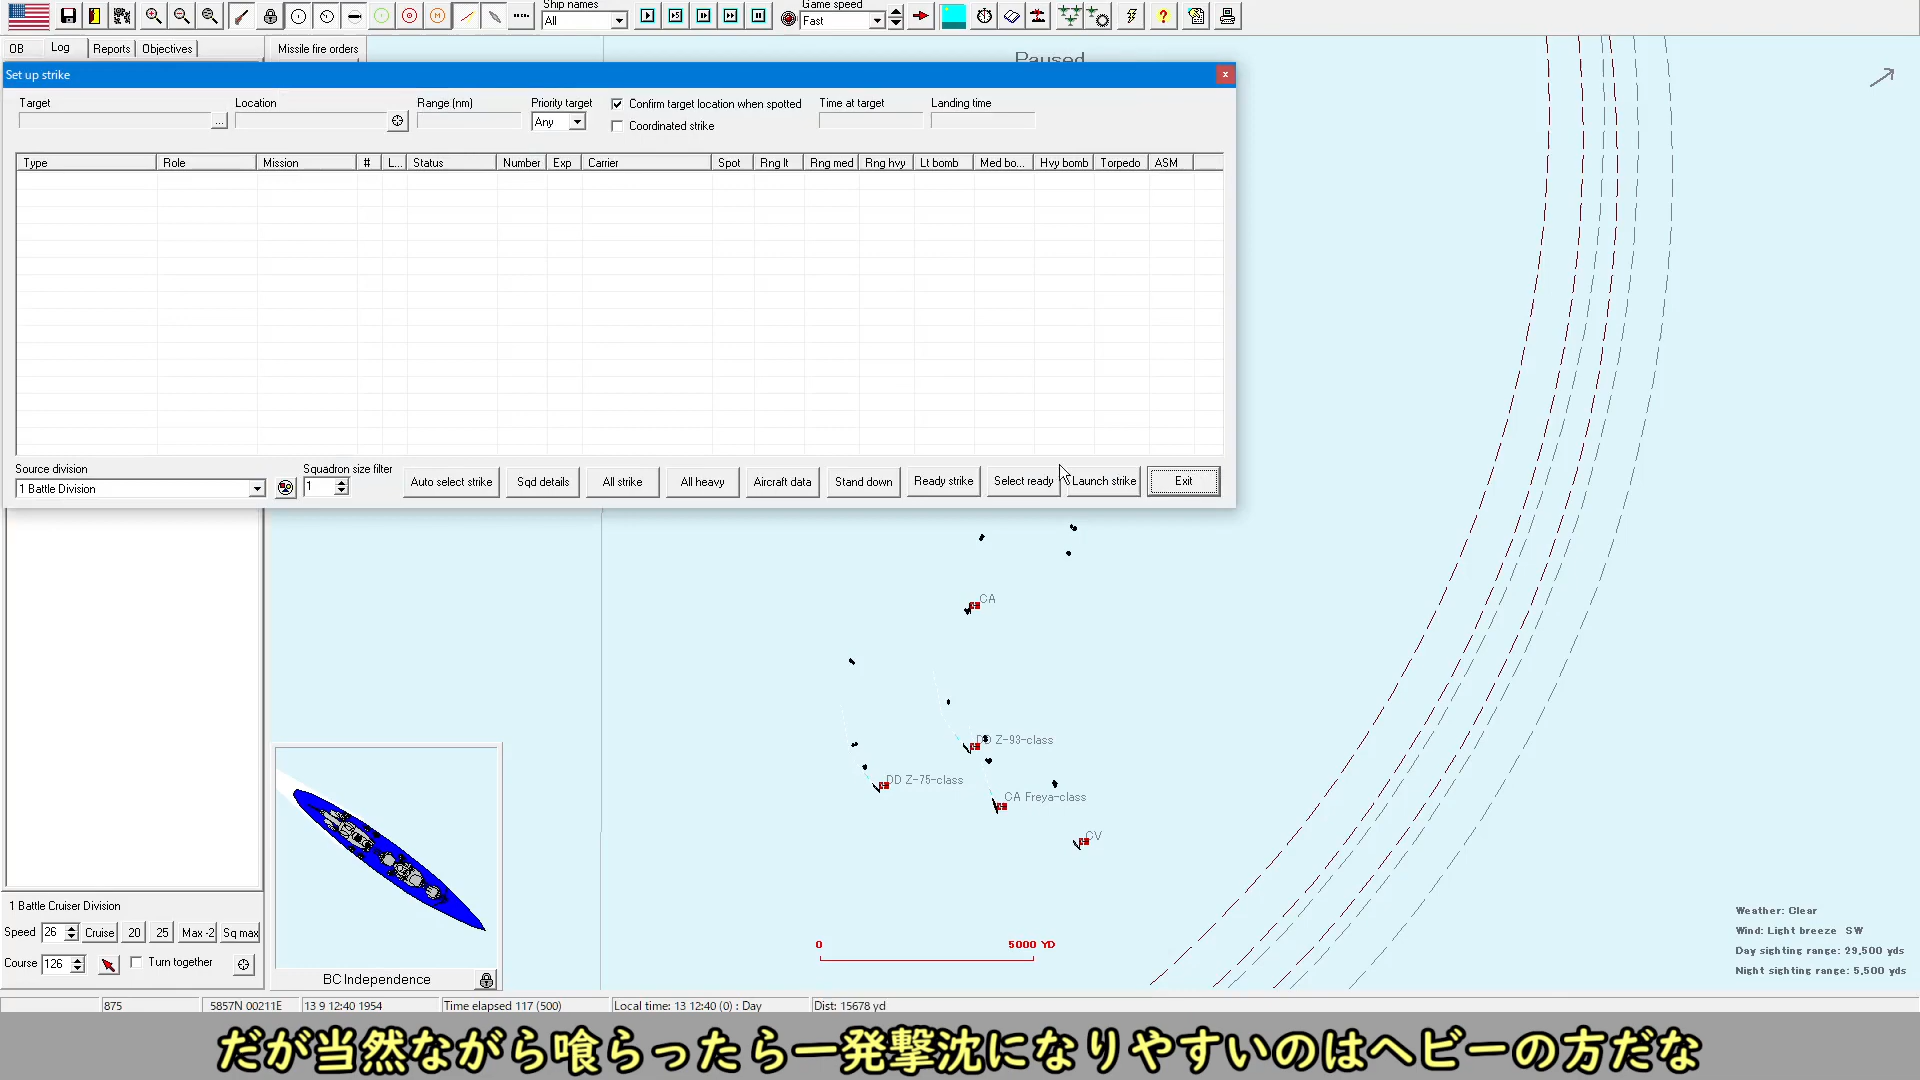 Ship names
All
Game speed
Fast
OB
Log
Reports
Objectives
Missile fire orders
Paused
Set up strike
Target
Location
Range (nm)
Priority target
Any
Confirm target location when spotted
Coordinated strike
Time at target
Landing time
...
Type
Role
Mission
#
L...
Status
Number
Exp
Carrier
Spot
Rng lt
Rng med
Rng hvy
Lt bomb
Med bo...
Hvy bomb
Torpedo
ASM
Source division
1 Battle Division
Squadron size filter
1
Auto select strike
Sqd details
All strike
All heavy
Aircraft data
Stand down
Ready strike
Select ready
Launch strike
Exit
CA
DD Z-93-class
DD Z-75-class
CA Freya-class
CV
0
5000 YD
Weather: Clear
Wind: Light breeze SW
Day sighting range: 29,500 yds
Night sighting range: 5,500 yds
1 Battle Cruiser Division
Speed
26
Cruise
20
25
Max -2
Sq max
Course
126
Turn together
BC Independence
875
5857N 00211E
13 9 12:40 1954
Time elapsed 117 (500)
Local time: 13 12:40 (0) : Day
Dist: 15678 yd
だが当然ながら喰らったら一発撃沈になりやすいのはヘビーの方だな